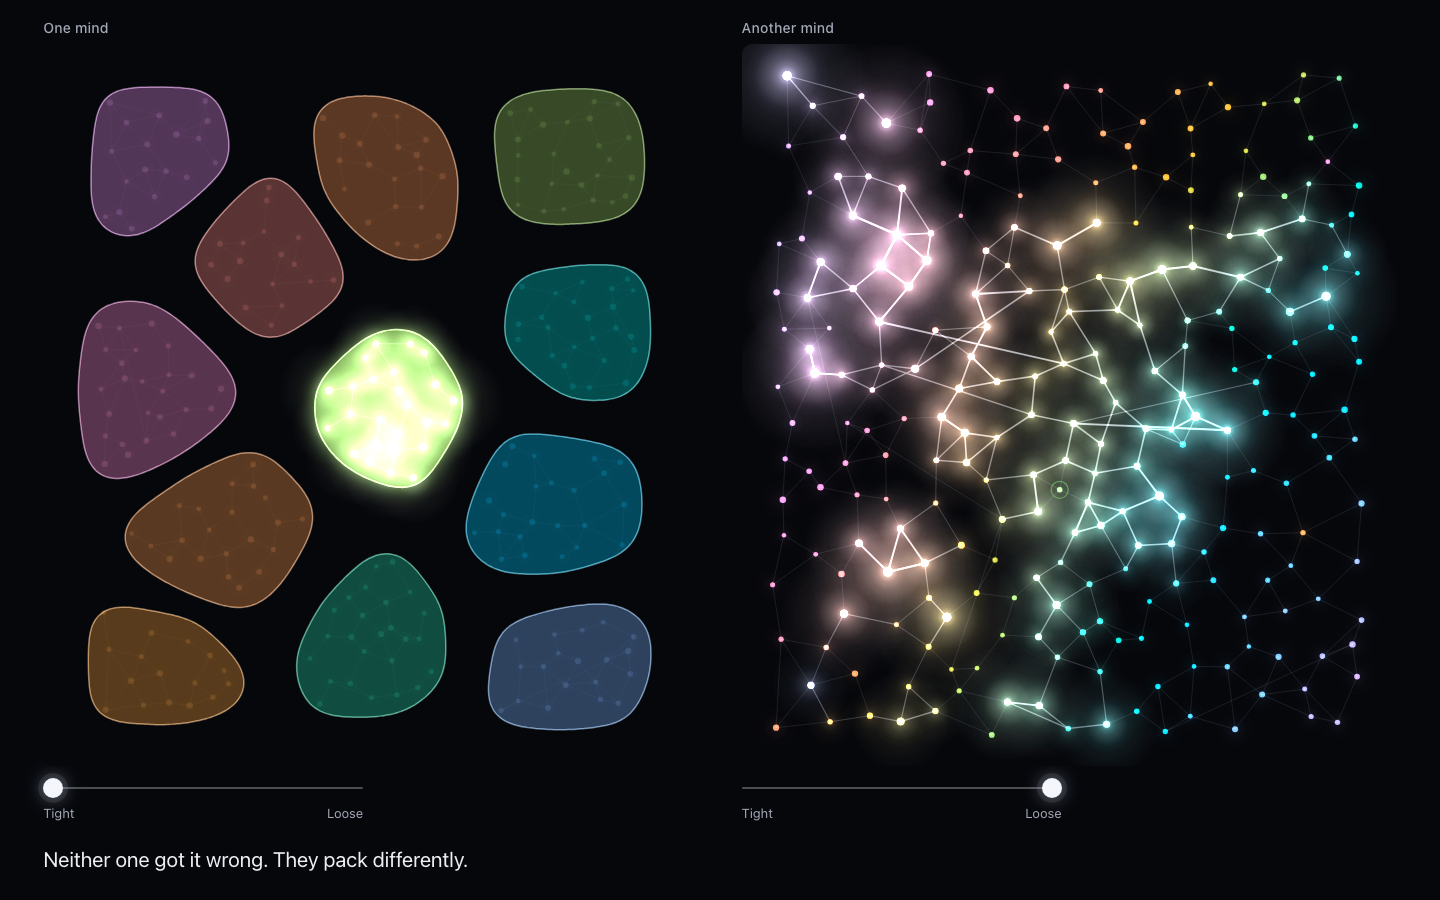 One mind
Another mind
Tight
Loose
Tight
Loose
Neither one got it wrong. They pack differently.